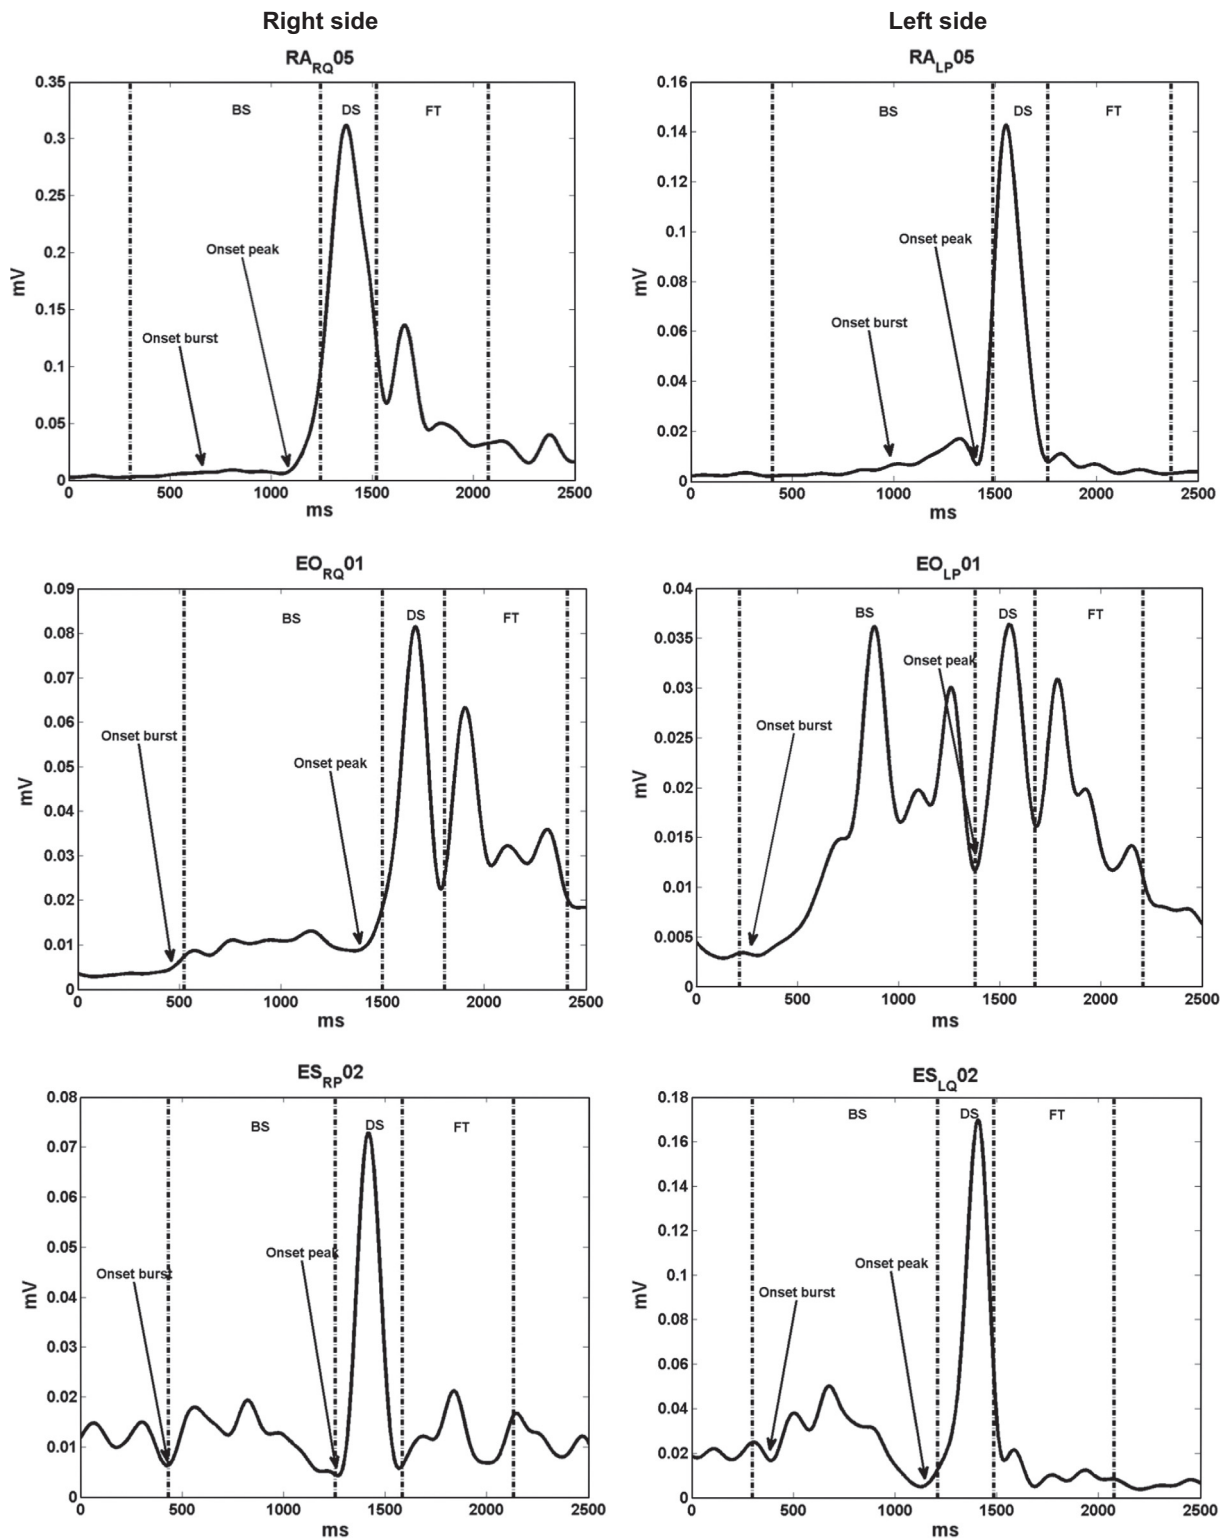 Right side
Left side
RA_RQ05
0.35
0.3
0.25
0.2
0.15
0.1
0.05
0
mV
BS
DS
FT
Onset peak
Onset burst
0 500 1000 1500 2000 2500
ms
RA_LP05
0.16
0.14
0.12
0.1
0.08
0.06
0.04
0.02
0
mV
BS
DS
FT
Onset peak
Onset burst
0 500 1000 1500 2000 2500
ms
EO_RQ01
0.09
0.08
0.07
0.06
0.05
0.04
0.03
0.02
0.01
0
mV
BS
DS
FT
Onset burst
Onset peak
0 500 1000 1500 2000 2500
ms
EO_LP01
0.04
0.035
0.03
0.025
0.02
0.015
0.01
0.005
0
mV
BS
DS
FT
Onset peak
Onset burst
0 500 1000 1500 2000 2500
ms
ES_RP02
0.08
0.07
0.06
0.05
0.04
0.03
0.02
0.01
0
mV
BS
DS
FT
Onset peak
Onset burst
0 500 1000 1500 2000 2500
ms
ES_LQ02
0.18
0.16
0.14
0.12
0.1
0.08
0.06
0.04
0.02
0
mV
BS
DS
FT
Onset peak
Onset burst
0 500 1000 1500 2000 2500
ms